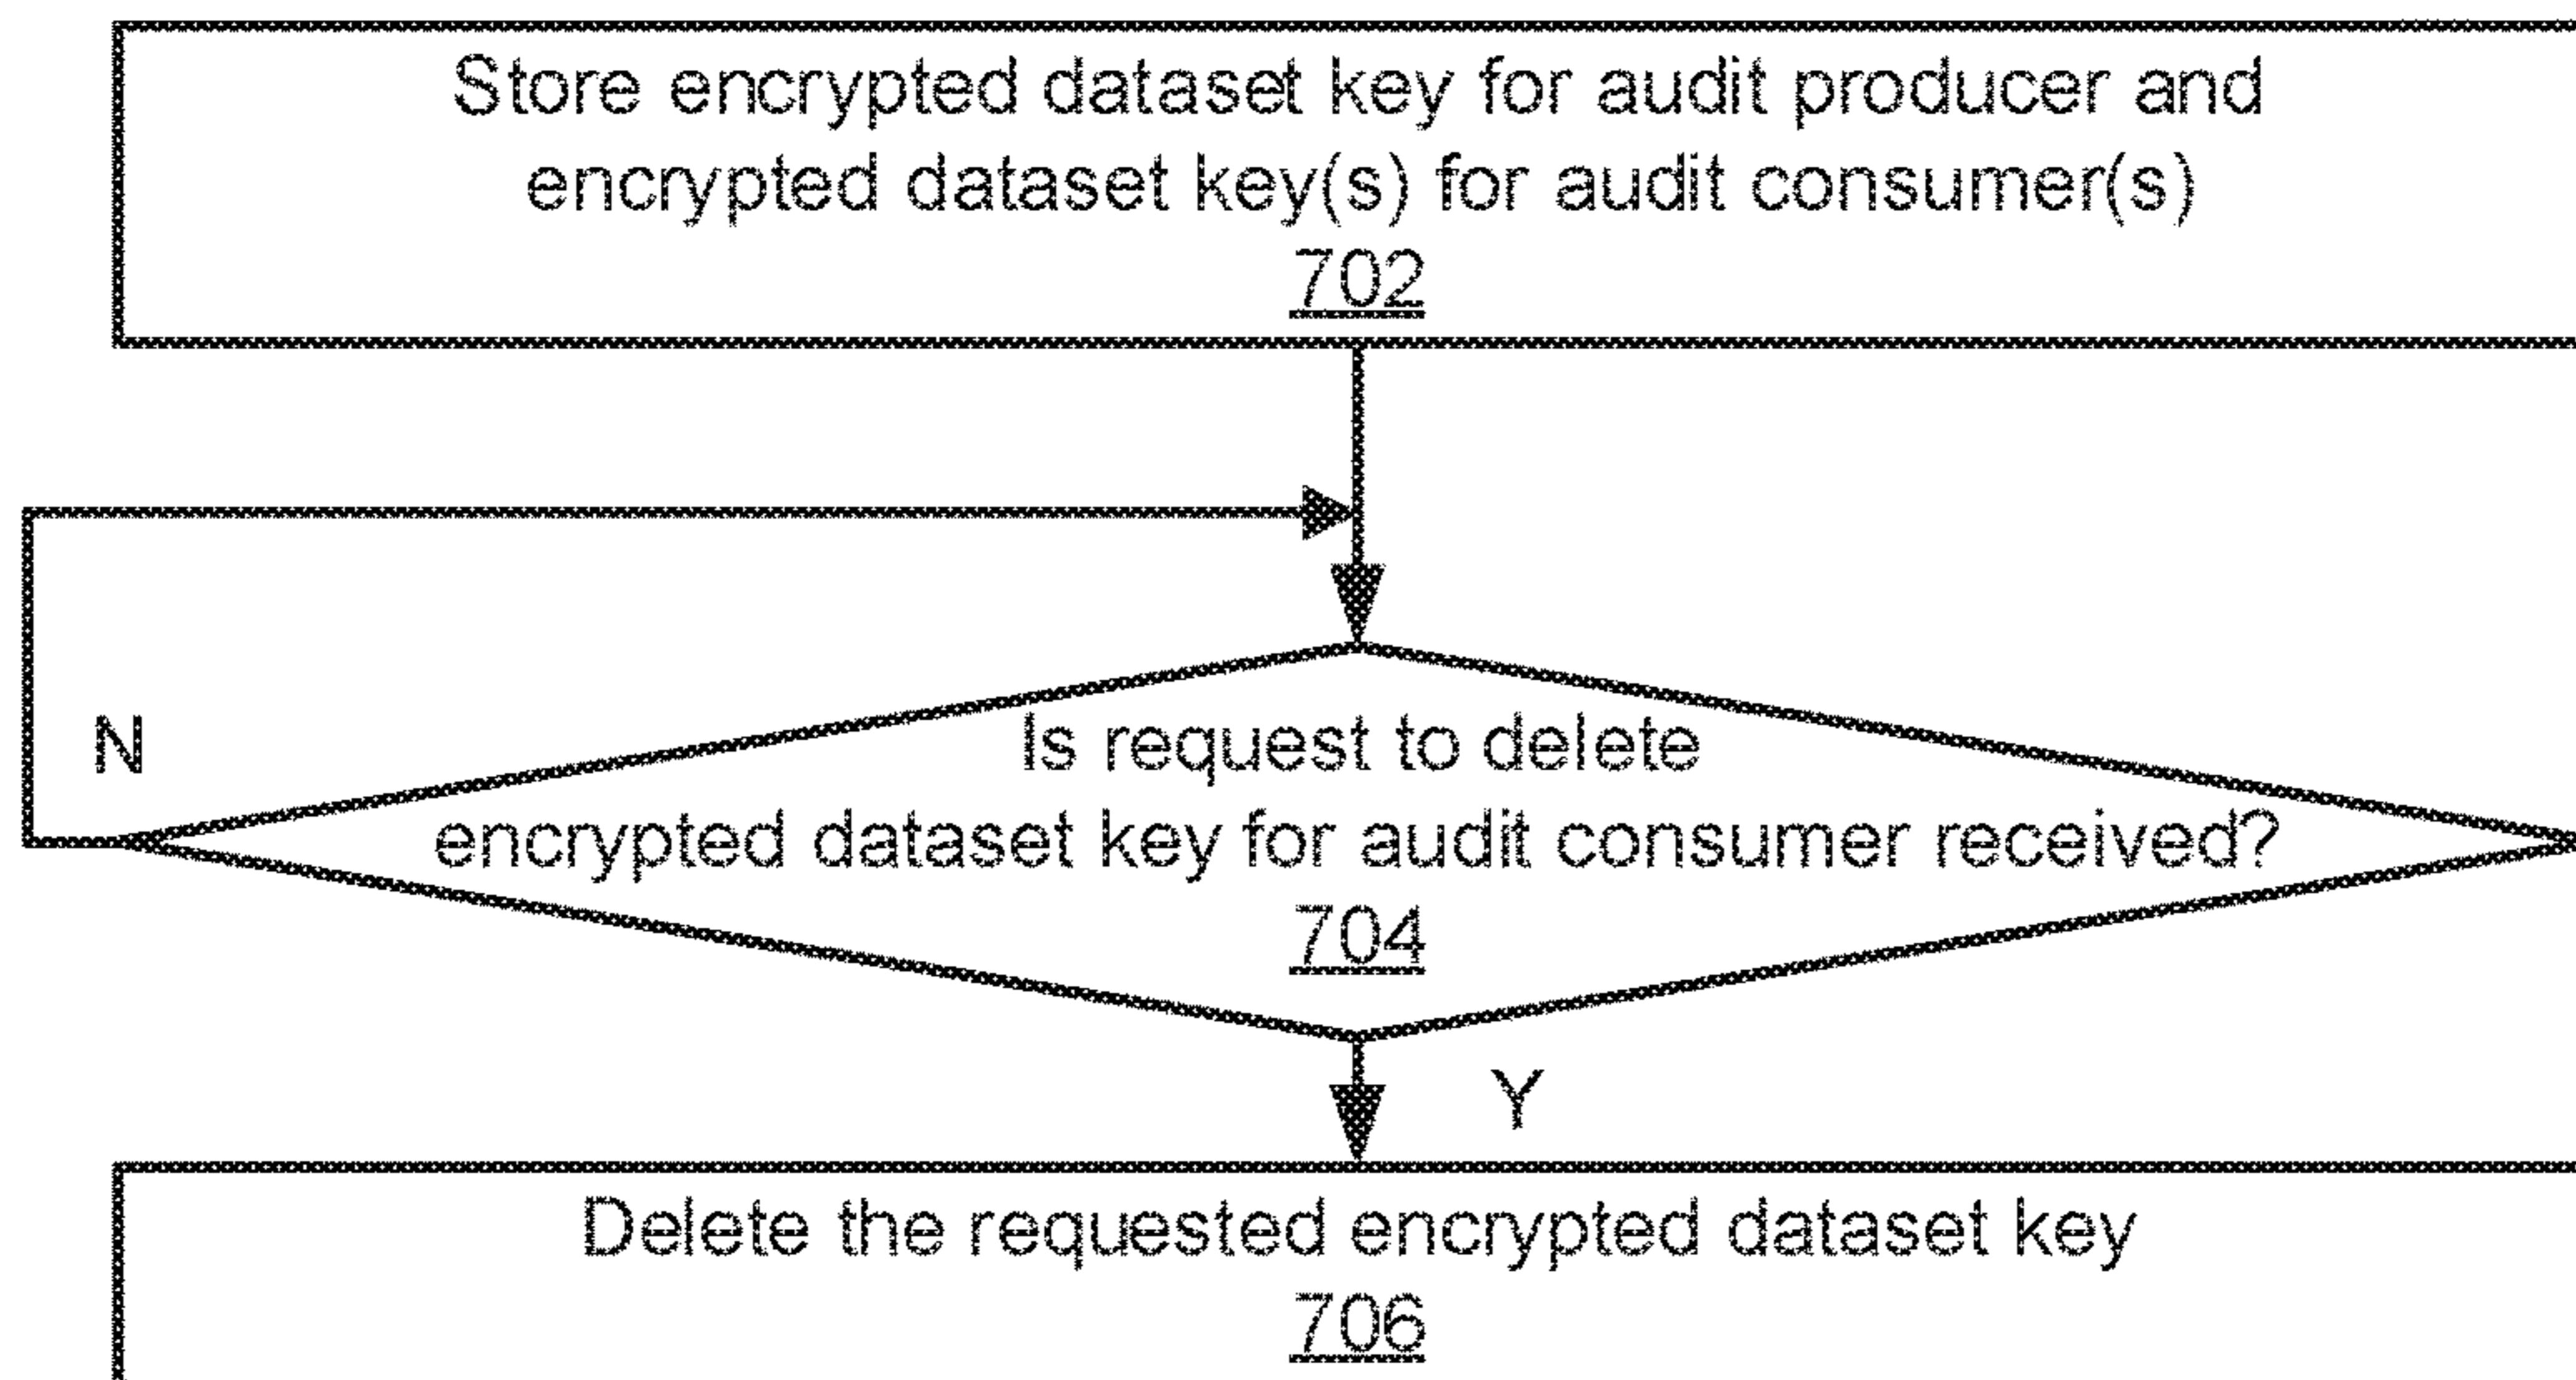 Store encrypted dataset key for audit producer and
encrypted dataset key(s) for audit consumer(s)
702
N
Is request to delete
encrypted dataset key for audit consumer received?
704
Y
Delete the requested encrypted dataset key
706